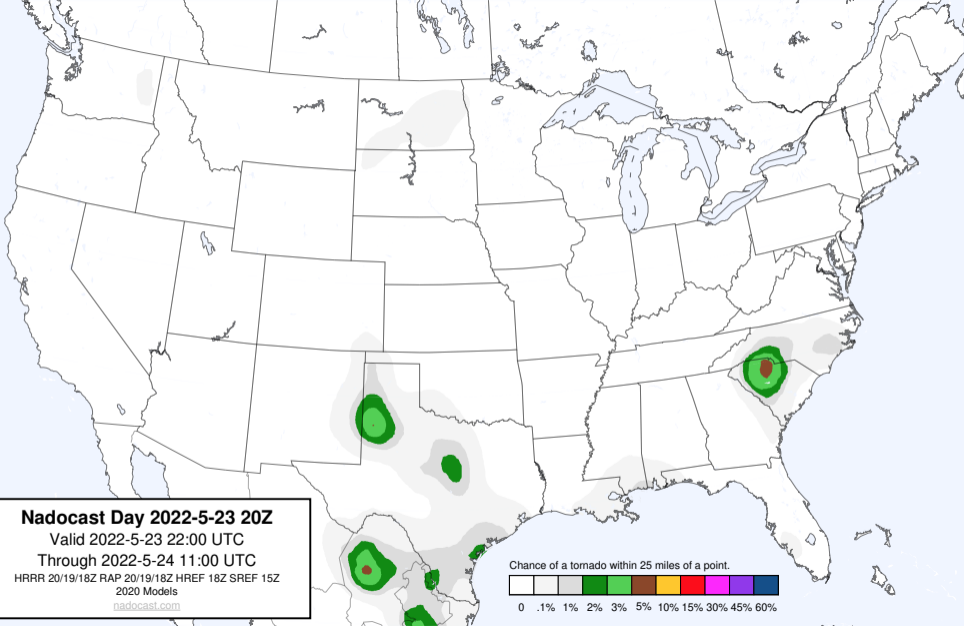 Nadocast Day 2022-5-23 20Z
Valid 2022-5-23 22:00 UTC
Through 2022-5-24 11:00 UTC
HRRR 20/19/18Z RAP 20/19/18Z HREF 18Z SREF 15Z
2020 Models
nadocast.com
Chance of a tornado within 25 miles of a point.
0 .1% 1% 2% 3% 5% 10% 15% 30% 45% 60%